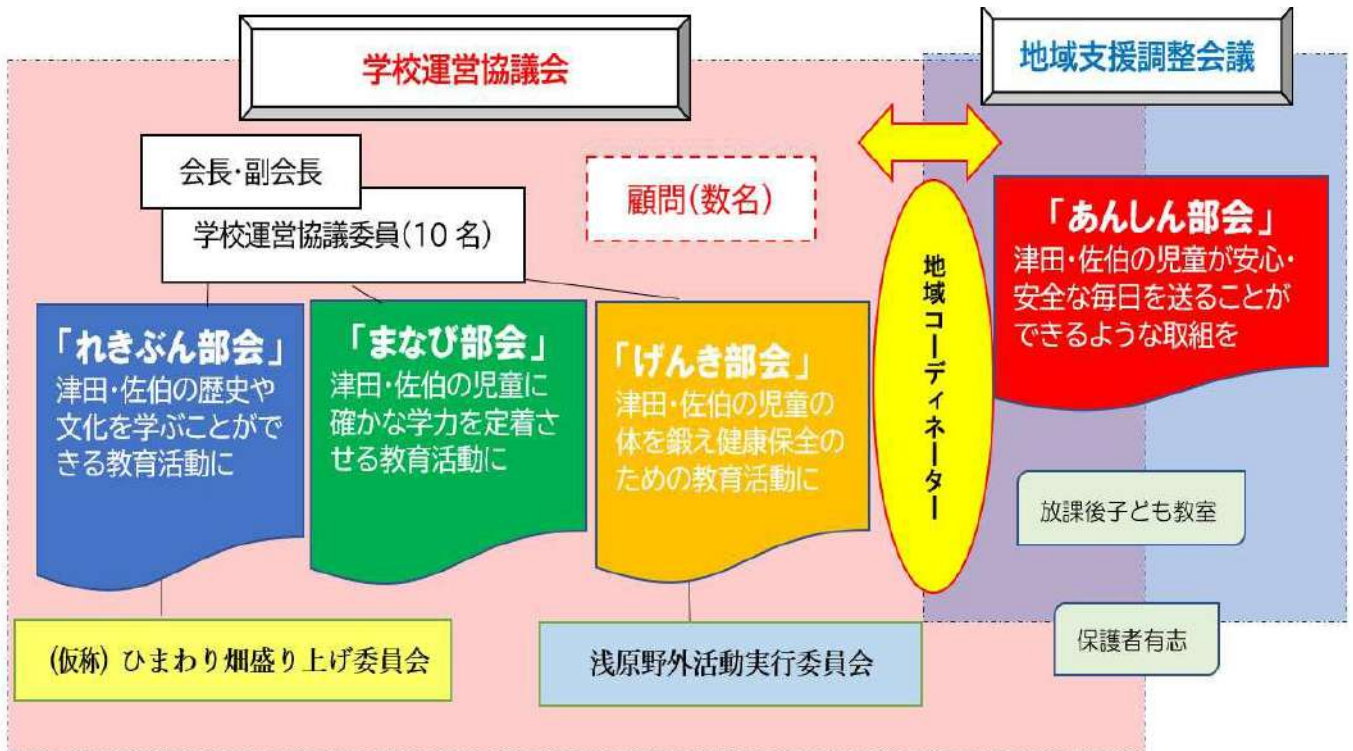 学校運営協議会
地域支援調整会議
会長・副会長
学校運営協議委員(10名)
顧問(数名)
「れきぶん部会」
津田・佐伯の歴史や
文化を学ぶことがで
きる教育活動に
「まなび部会」
津田・佐伯の児童に
確かな学力を定着さ
せる教育活動に
「げんき部会」
津田・佐伯の児童の
体を鍛え健康保全の
ための教育活動に
地域コーディネーター
「あんしん部会」
津田・佐伯の児童が安心・
安全な毎日を送ることが
できるような取組を
放課後子ども教室
保護者有志
(仮称)ひまわり畑盛り上げ委員会
浅原野外活動実行委員会